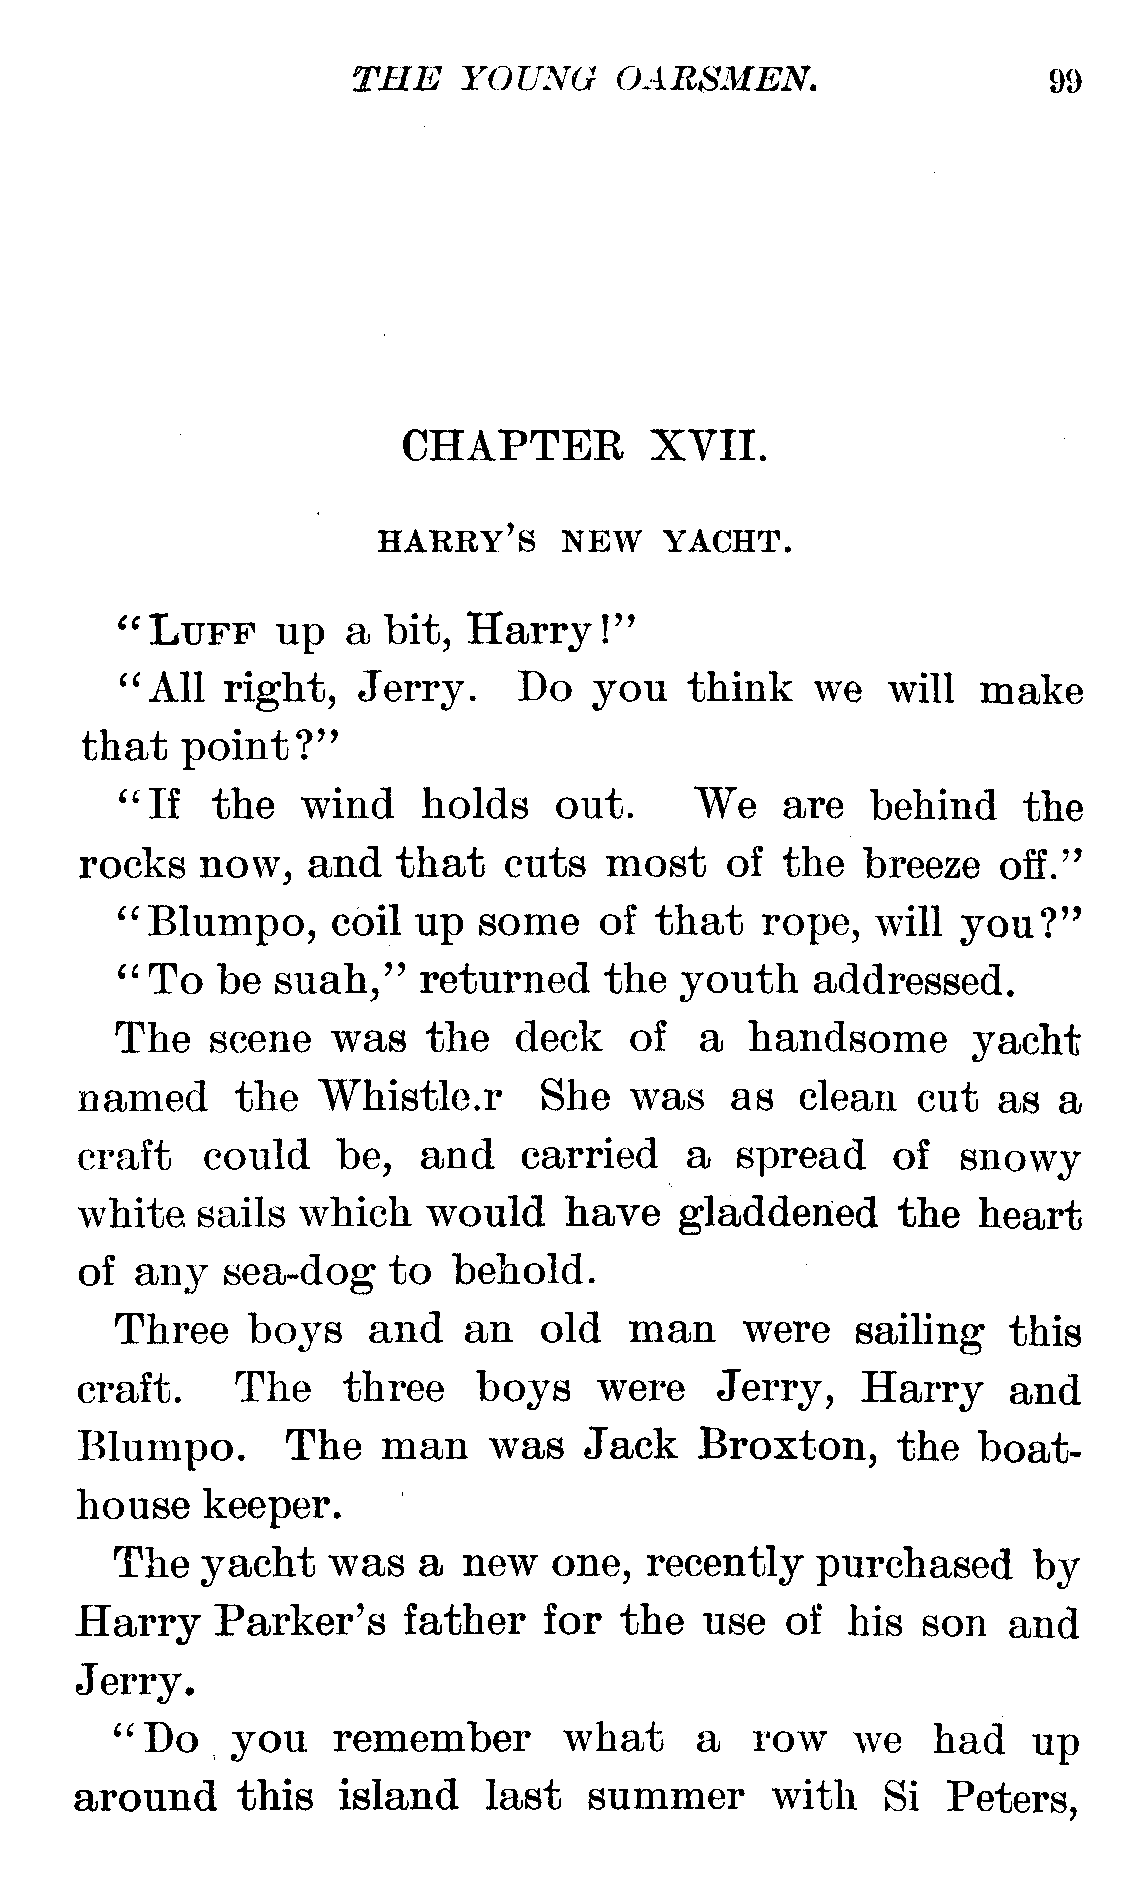 THE YOUNG OARSMEN. 99
CHAPTER XVII.
HARRY'S NEW YACHT.
“LUFF up a bit, Harry!”
“All right, Jerry. Do you think we will make
that point?”
“If the wind holds out. We are behind the
rocks now, and that cuts most of the breeze off.”
“Blumpo, coil up some of that rope, will you?”
“To be suah,” returned the youth addressed.
The scene was the deck of a handsome yacht
named the Whistle.r She was as clean cut as a
craft could be, and carried a spread of snowy
white sails which would have gladdened the heart
of any sea-dog to behold.
Three boys and an old man were sailing this
craft. The three boys were Jerry, Harry and
Blumpo. The man was Jack Broxton, the boat-
house keeper.
The yacht was a new one, recently purchased by
Harry Parker’s father for the use of his son and
Jerry.
“Do you remember what a row we had up
around this island last summer with Si Peters,